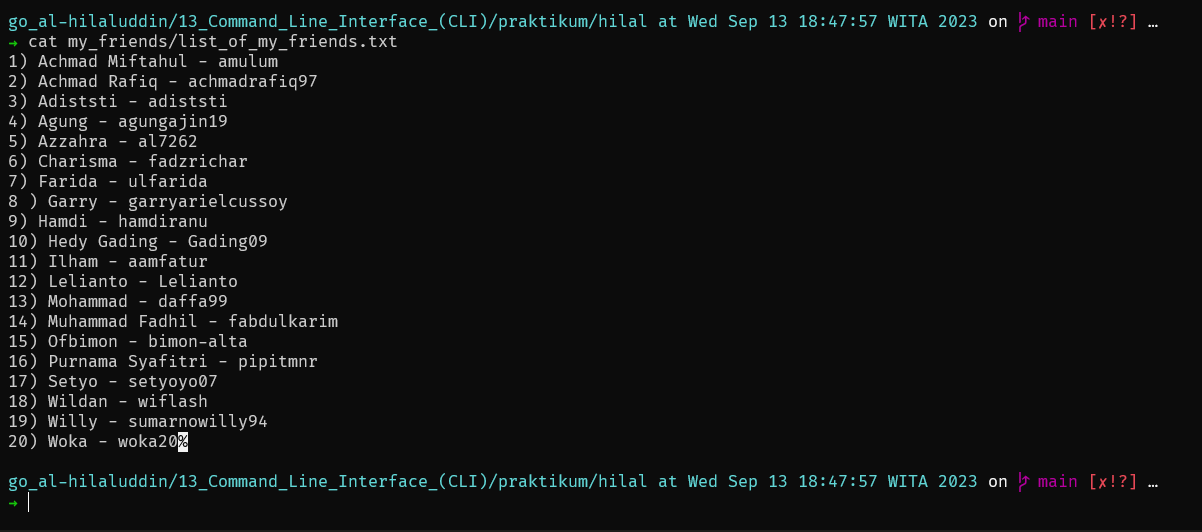 go_al-hilaluddin/13_Command_Line_Interface_(CLI)/praktikum/hilal at Wed Sep 13 18:47:57 WITA 2023 on main [✗!?] …
→ cat my_friends/list_of_my_friends.txt
1) Achmad Miftahul - amulum
2) Achmad Rafiq - achmadrafiq97
3) Adiststi - adiststi
4) Agung - agungajin19
5) Azzahra - al7262
6) Charisma - fadzrichar
7) Farida - ulfarida
8 ) Garry - garryarielcussoy
9) Hamdi - hamdiranu
10) Hedy Gading - Gading09
11) Ilham - aamfatur
12) Lelianto - Lelianto
13) Mohammad - daffa99
14) Muhammad Fadhil - fabdulkarim
15) Ofbimon - bimon-alta
16) Purnama Syafitri - pipitmnr
17) Setyo - setyoyo07
18) Wildan - wiflash
19) Willy - sumarnowilly94
20) Woka - woka20%
go_al-hilaluddin/13_Command_Line_Interface_(CLI)/praktikum/hilal at Wed Sep 13 18:47:57 WITA 2023 on main [✗!?] …
→